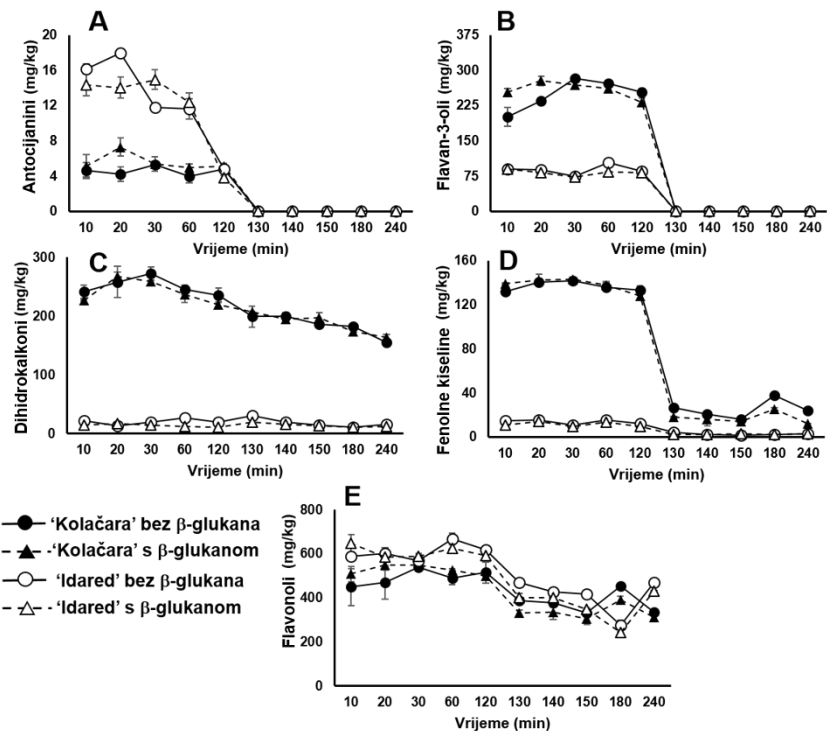 A
Antocijanini (mg/kg)
20
16
12
8
4
0
10 20 30 60 120 130 140 150 180 240
Vrijeme (min)
B
Flavan-3-oli (mg/kg)
375
300
225
150
75
0
10 20 30 60 120 130 140 150 180 240
Vrijeme (min)
C
Dihidrokalkoni (mg/kg)
300
200
100
0
10 20 30 60 120 130 140 150 180 240
Vrijeme (min)
D
Fenolne kiseline (mg/kg)
160
120
80
40
0
10 20 30 60 120 130 140 150 180 240
Vrijeme (min)
'Kolačara' bez β-glukana
'Kolačara' s β-glukanom
'Idared' bez β-glukana
'Idared' s β-glukanom
E
Flavonoli (mg/kg)
800
600
400
200
0
10 20 30 60 120 130 140 150 180 240
Vrijeme (min)